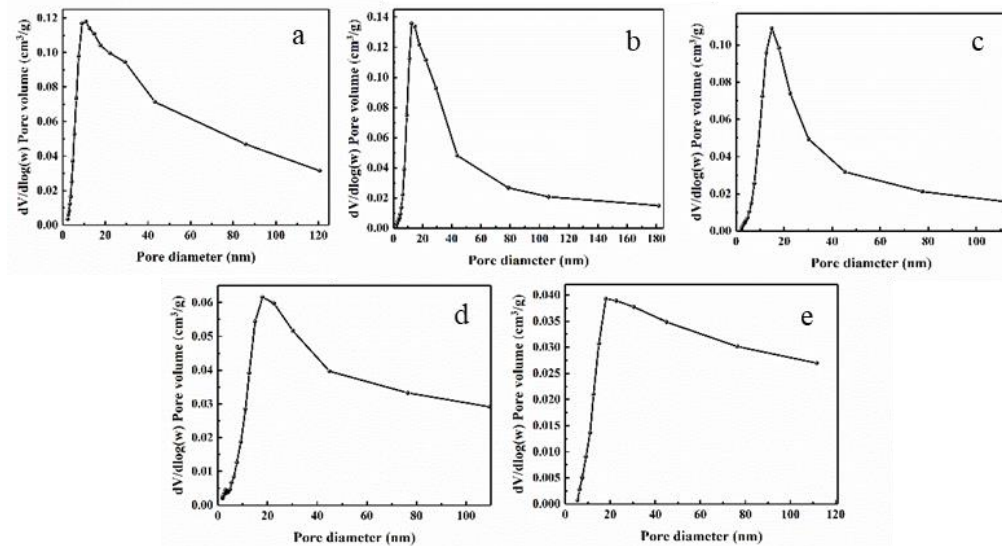 a
dV/dlog(w) Pore volume (cm³/g)
0.12
0.10
0.08
0.06
0.04
0.02
0.00
0 20 40 60 80 100 120
Pore diameter (nm)
b
dV/dlog(w) Pore volume (cm³/g)
0.14
0.12
0.10
0.08
0.06
0.04
0.02
0.00
0 20 40 60 80 100 120 140 160 180
Pore diameter (nm)
c
dV/dlog(w) Pore volume (cm³/g)
0.10
0.08
0.06
0.04
0.02
0.00
0 20 40 60 80 100
Pore diameter (nm)
d
dV/dlog(w) Pore volume (cm³/g)
0.06
0.05
0.04
0.03
0.02
0.01
0.00
0 20 40 60 80 100
Pore diameter (nm)
e
dV/dlog(w) Pore volume (cm³/g)
0.040
0.035
0.030
0.025
0.020
0.015
0.010
0.005
0.000
0 20 40 60 80 100 120
Pore diameter (nm)